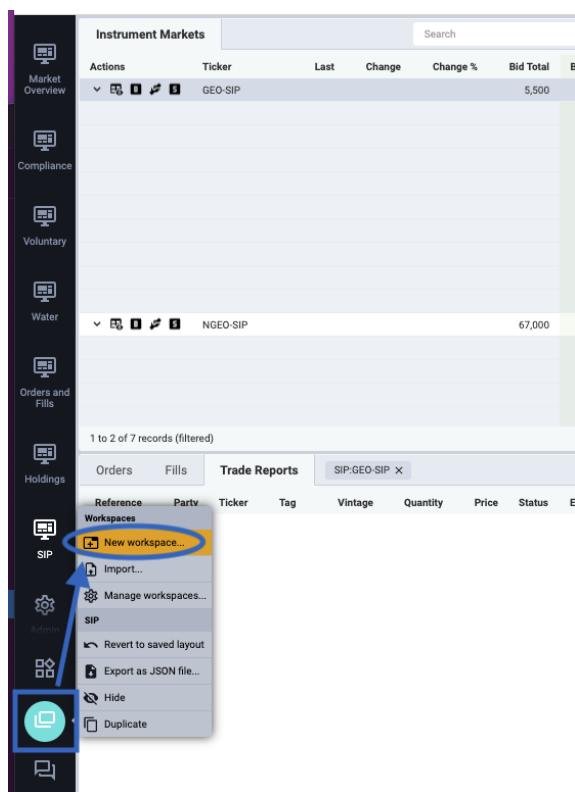 Market
Overview
Compliance
Voluntary
Water
Orders and
Fills
Holdings
SIP
Admin
Instrument Markets
Search
Actions Ticker Last Change Change % Bid Total B
GEO-SIP 5,500
NGEO-SIP 67,000
1 to 2 of 7 records (filtered)
Orders Fills Trade Reports SIP:GEO-SIP
Reference Party Ticker Tag Vintage Quantity Price Status E
Workspaces
New workspace...
Import...
Manage workspaces...
SIP
Revert to saved layout
Export as JSON file...
Hide
Duplicate